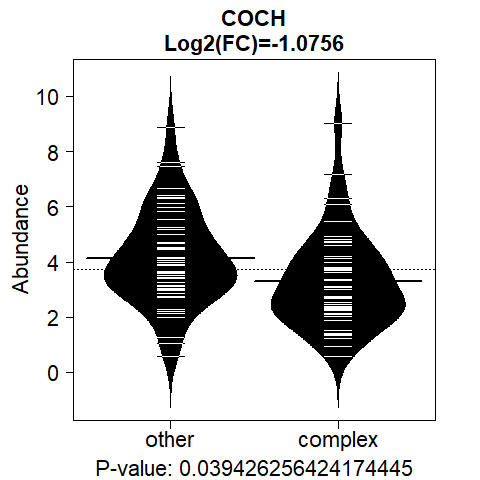 COCH
Log2(FC)=-1.0756
Abundance
10
8
6
4
2
0
other complex
P-value: 0.039426256424174445